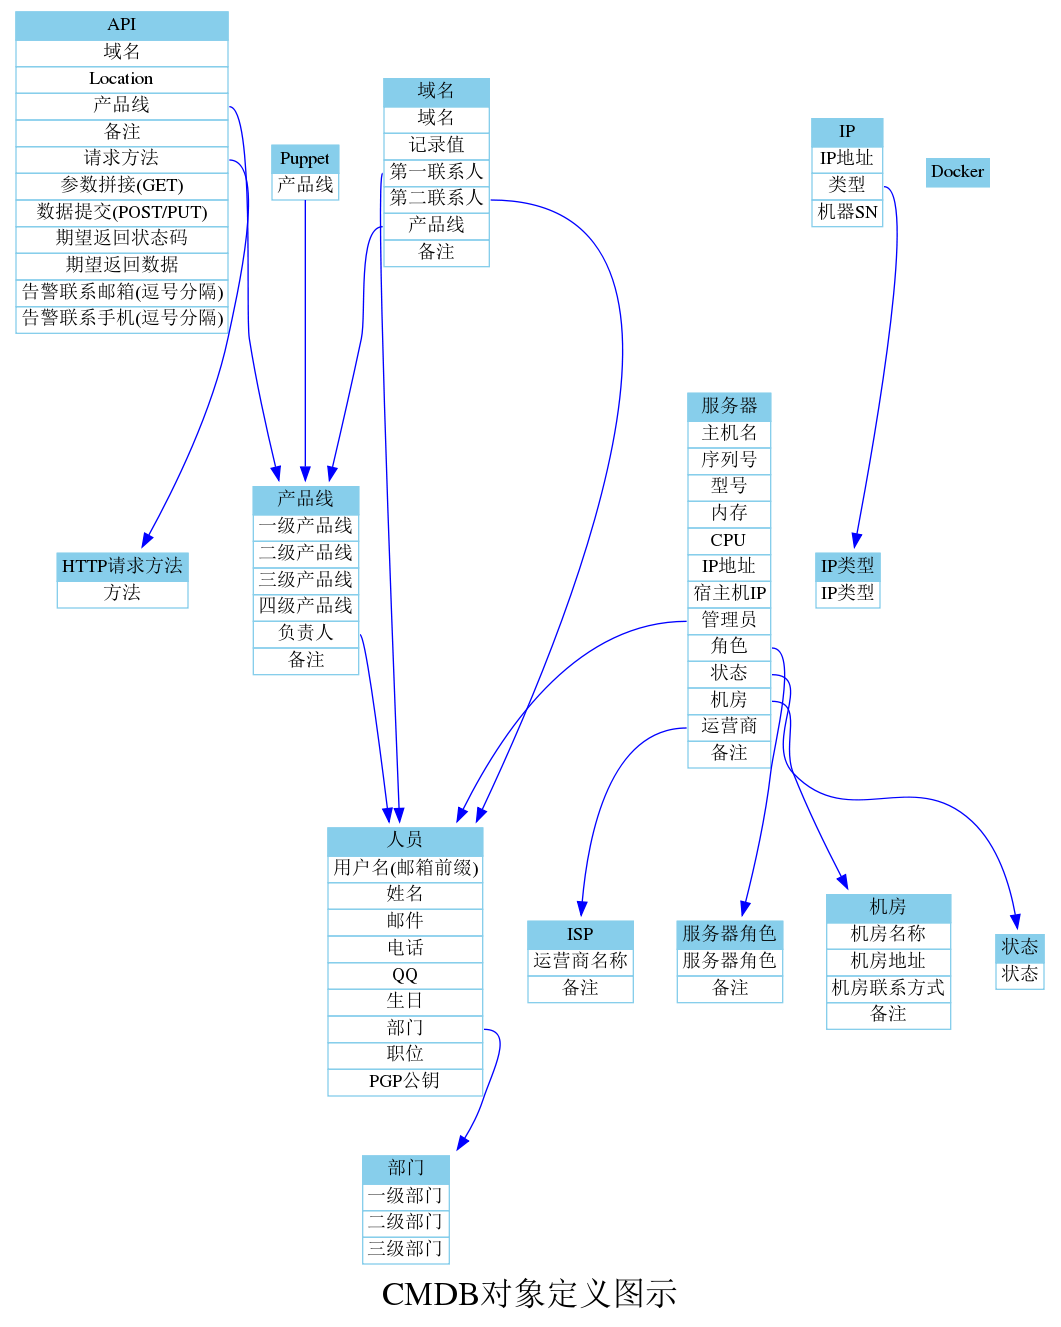 API
域名
Location
产品线
备注
请求方法
参数拼接(GET)
数据提交(POST/PUT)
期望返回状态码
期望返回数据
告警联系邮箱(逗号分隔)
告警联系手机(逗号分隔)
Puppet
产品线
域名
域名
记录值
第一联系人
第二联系人
产品线
备注
IP
IP地址
类型
机器SN
Docker
服务器
主机名
序列号
型号
内存
CPU
IP地址
宿主机IP
管理员
角色
状态
机房
运营商
备注
产品线
一级产品线
二级产品线
三级产品线
四级产品线
负责人
备注
HTTP请求方法
方法
IP类型
IP类型
人员
用户名(邮箱前缀)
姓名
邮件
电话
QQ
生日
部门
职位
PGP公钥
ISP
运营商名称
备注
服务器角色
服务器角色
备注
机房
机房名称
机房地址
机房联系方式
备注
状态
状态
部门
一级部门
二级部门
三级部门
CMDB对象定义图示